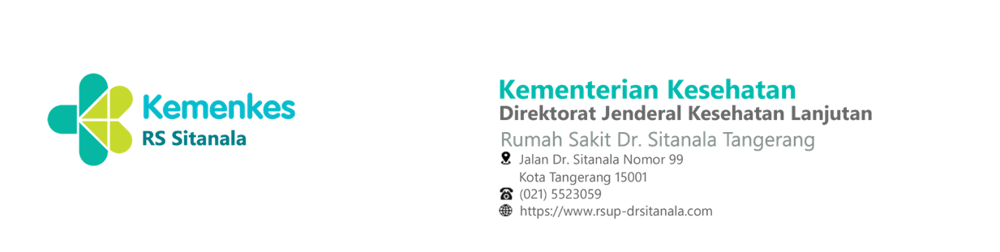 Kemenkes
RS Sitanala
Kementerian Kesehatan
Direktorat Jenderal Kesehatan Lanjutan
Rumah Sakit Dr. Sitanala Tangerang
Jalan Dr. Sitanala Nomor 99
Kota Tangerang 15001
(021) 5523059
https://www.rsup-drsitanala.com